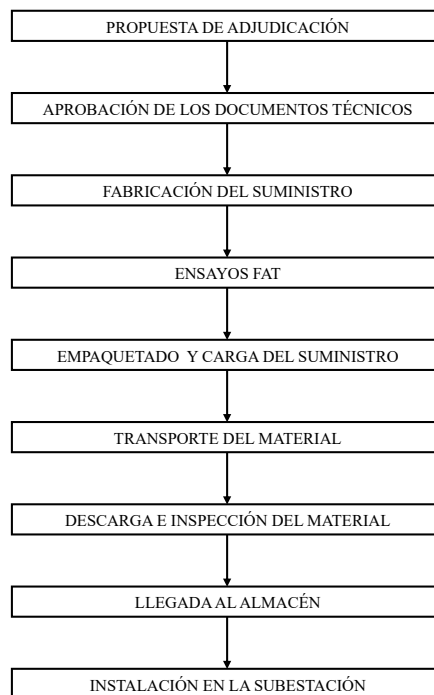 PROPUESTA DE ADJUDICACIÓN
APROBACIÓN DE LOS DOCUMENTOS TÉCNICOS
FABRICACIÓN DEL SUMINISTRO
ENSAYOS FAT
EMPAQUETADO Y CARGA DEL SUMINISTRO
TRANSPORTE DEL MATERIAL
DESCARGA E INSPECCIÓN DEL MATERIAL
LLEGADA AL ALMACÉN
INSTALACIÓN EN LA SUBESTACIÓN